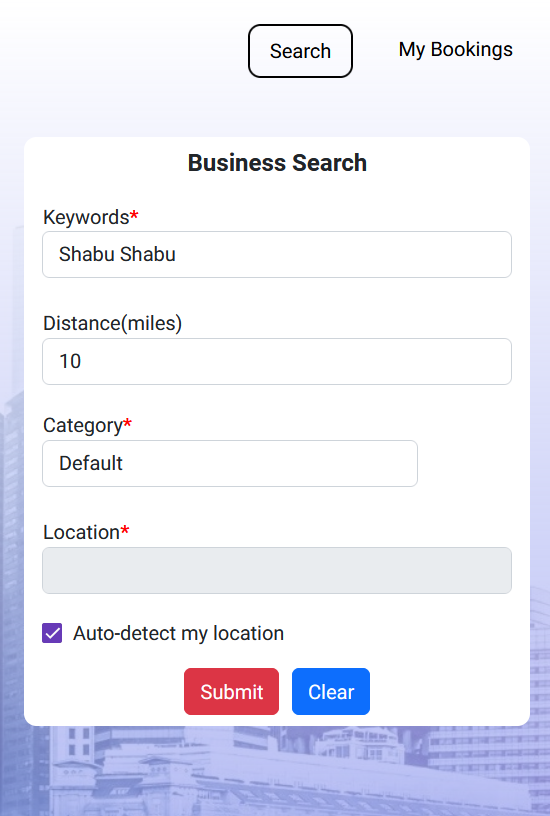 Search My Bookings
Business Search
Keywords*
Shabu Shabu
Distance(miles)
10
Category*
Default
Location*
Auto-detect my location
Submit Clear